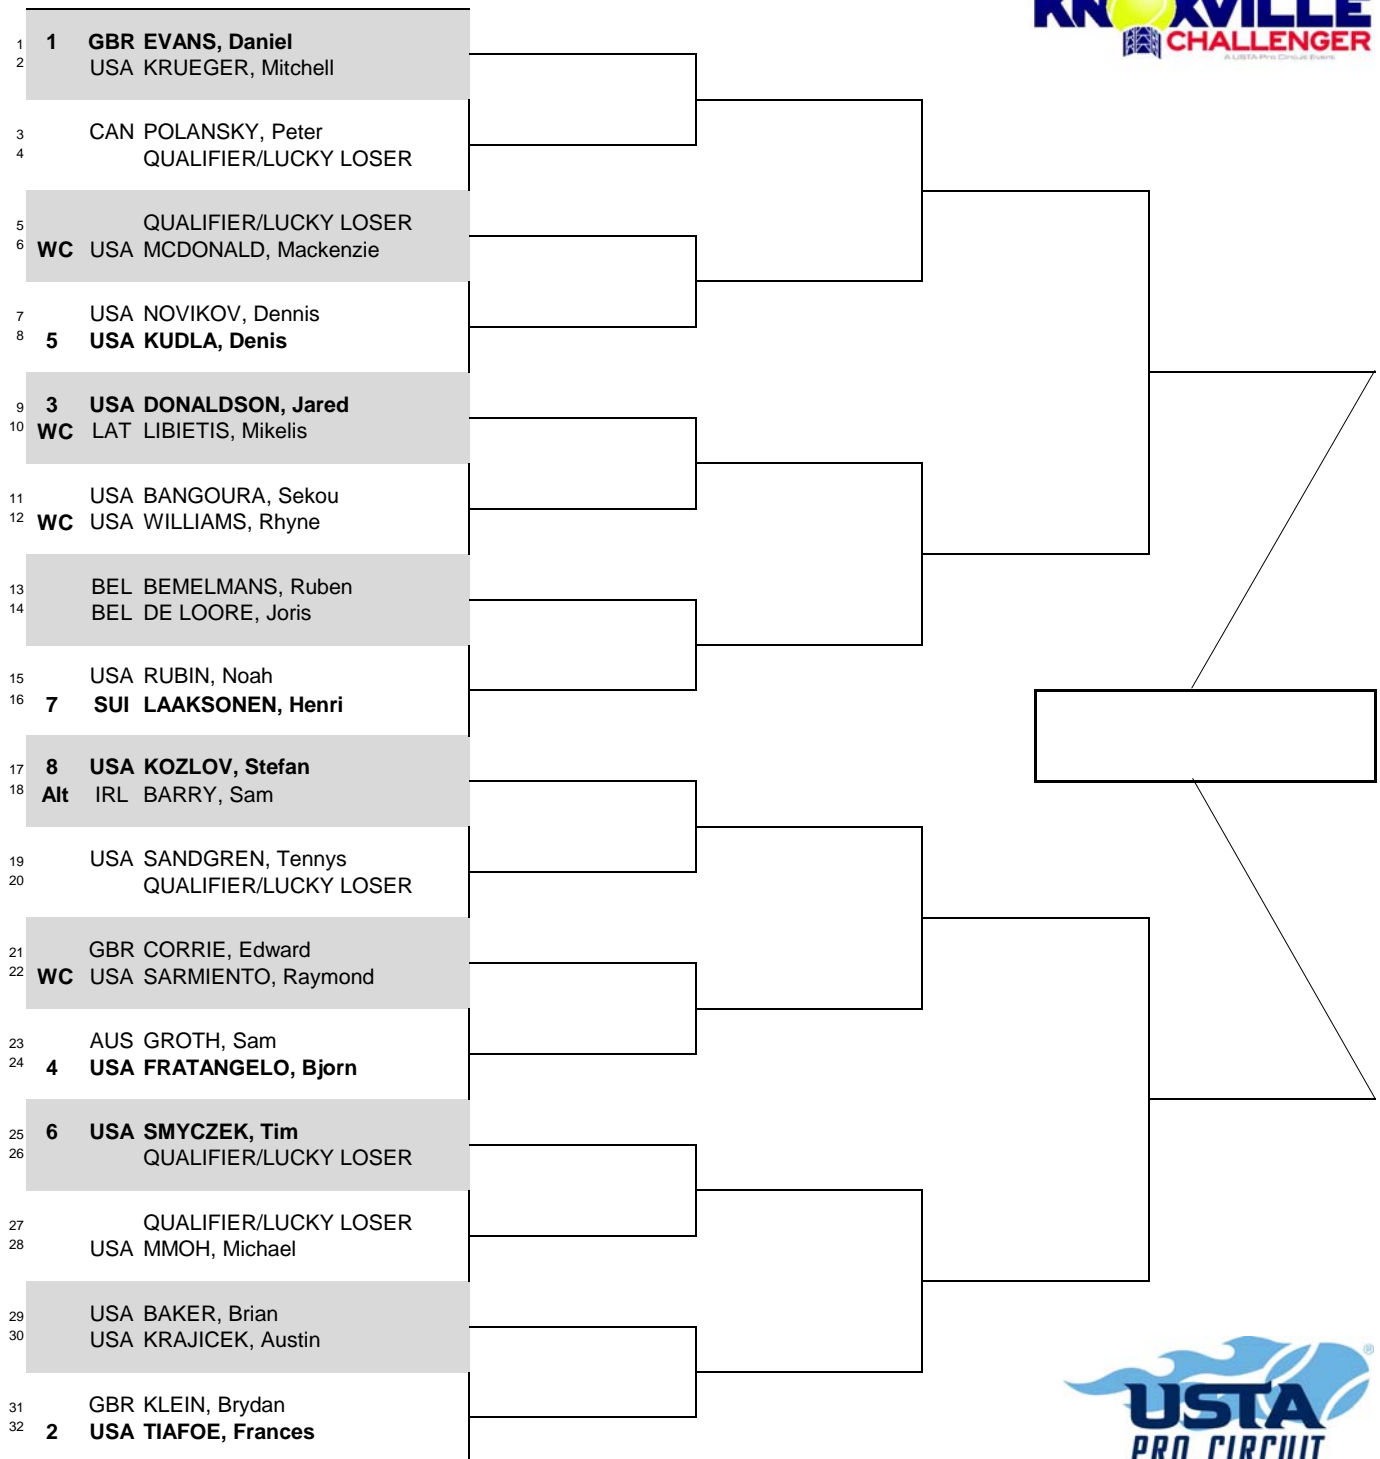 KNOXVILLE
CHALLENGER
A USTA Pro Circuit Event
1 1 GBR EVANS, Daniel
2 USA KRUEGER, Mitchell
3 CAN POLANSKY, Peter
4 QUALIFIER/LUCKY LOSER
5 QUALIFIER/LUCKY LOSER
6 WC USA MCDONALD, Mackenzie
7 USA NOVIKOV, Dennis
8 5 USA KUDLA, Denis
9 3 USA DONALDSON, Jared
10 WC LAT LIBIETIS, Mikelis
11 USA BANGOURA, Sekou
12 WC USA WILLIAMS, Rhyne
13 BEL BEMELMANS, Ruben
14 BEL DE LOORE, Joris
15 USA RUBIN, Noah
16 7 SUI LAAKSONEN, Henri
17 8 USA KOZLOV, Stefan
18 Alt IRL BARRY, Sam
19 USA SANDGREN, Tennys
20 QUALIFIER/LUCKY LOSER
21 GBR CORRIE, Edward
22 WC USA SARMIENTO, Raymond
23 AUS GROTH, Sam
24 4 USA FRATANGELO, Bjorn
25 6 USA SMYCZEK, Tim
26 QUALIFIER/LUCKY LOSER
27 QUALIFIER/LUCKY LOSER
28 USA MMOH, Michael
29 USA BAKER, Brian
30 USA KRAJICEK, Austin
31 GBR KLEIN, Brydan
32 2 USA TIAFOE, Frances
®
USTA
PRO CIRCUIT